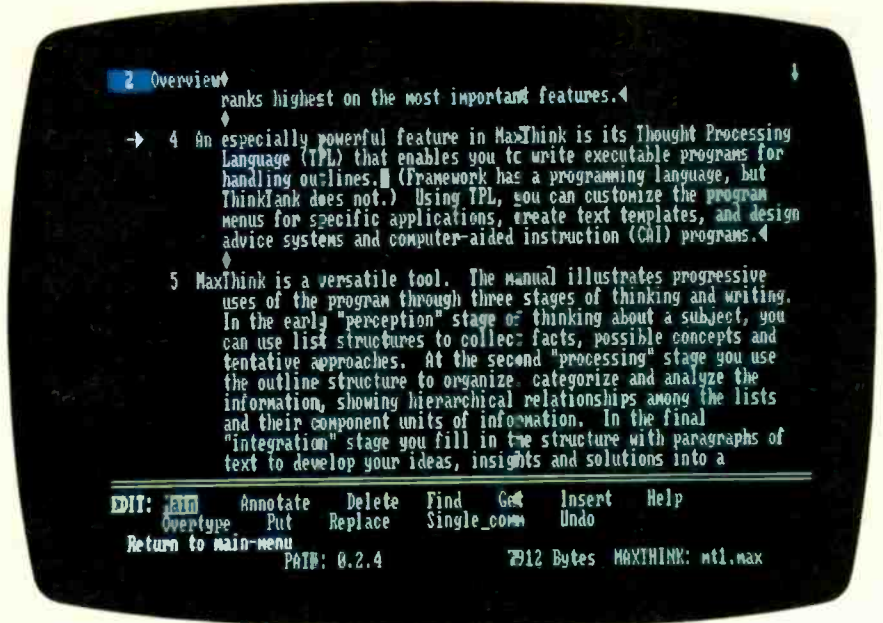 2 Overview
ranks highest on the most important features.
4 An especially powerful feature in MaxThink is its Thought Processing
Language (TPL) that enables you to write executable programs for
handling outlines. (Framework has a programming language, but
ThinkTank does not.) Using TPL, you can customize the program
menus for specific applications, create text templates, and design
advice systems and computer-aided instruction (CAI) programs.
5 MaxThink is a versatile tool. The manual illustrates progressive
uses of the program through three stages of thinking and writing.
In the early "perception" stage of thinking about a subject, you
can use list structures to collect facts, possible concepts and
tentative approaches. At the second "processing" stage you use
the outline structure to organize, categorize and analyze the
information, showing hierarchical relationships among the lists
and their component units of information. In the final
"integration" stage you fill in the structure with paragraphs of
text to develop your ideas, insights and solutions into a
EDIT: Main Annotate Delete Find Get Insert Help
Overtype Put Replace Single_comm Undo
Return to main-menu
PATH: 0.2.4 Bytes MAXTHINK: mt1.max